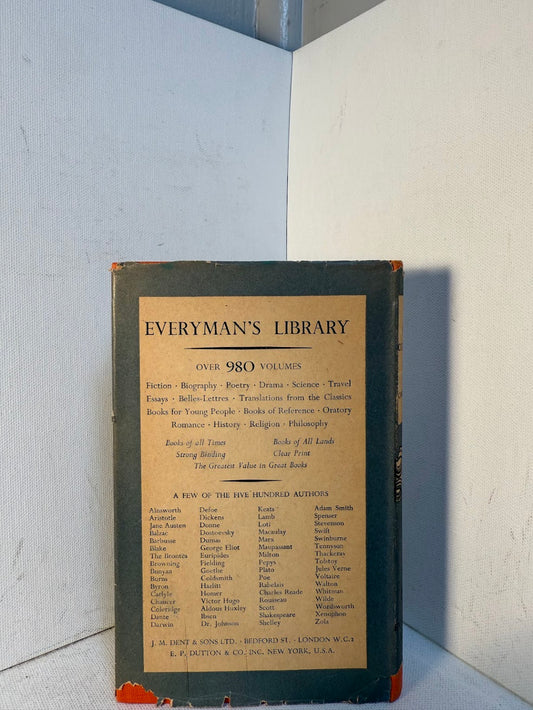 EVERYMAN'S LIBRARY
OVER 980 VOLUMES
Fiction · Biography · Poetry · Drama · Science · Travel
Essays · Belles-Lettres · Translations from the Classics
Books for Young People · Books of Reference · Oratory
Romance · History · Religion · Philosophy
Books of all Times Books of All Lands
Strong Binding Clear Print
The Greatest Value in Great Books
A FEW OF THE FIVE HUNDRED AUTHORS
Ainsworth Defoe Keats Adam Smith
Aristotle Dickens Lamb Spenser
Jane Austen Donne Loti Stevenson
Balzac Dostoevsky Macaulay Swift
Barbusse Dumas Marx Swinburne
Blake George Eliot Maupassant Tennyson
The Brontës Euripides Milton Thackeray
Browning Fielding Pepys Tolstoy
Bunyan Goethe Plato Jules Verne
Burns Goldsmith Poe Voltaire
Byron Hazlitt Rabelais Walton
Carlyle Homer Charles Reade Whitman
Chaucer Victor Hugo Rousseau Wilde
Coleridge Aldous Huxley Scott Wordsworth
Dante Ibsen Shakespeare Xenophon
Darwin Dr. Johnson Shelley Zola
J. M. DENT & SONS LTD. · BEDFORD ST. · LONDON W.C.2
E. P. DUTTON & CO. INC. NEW YORK, U.S.A.